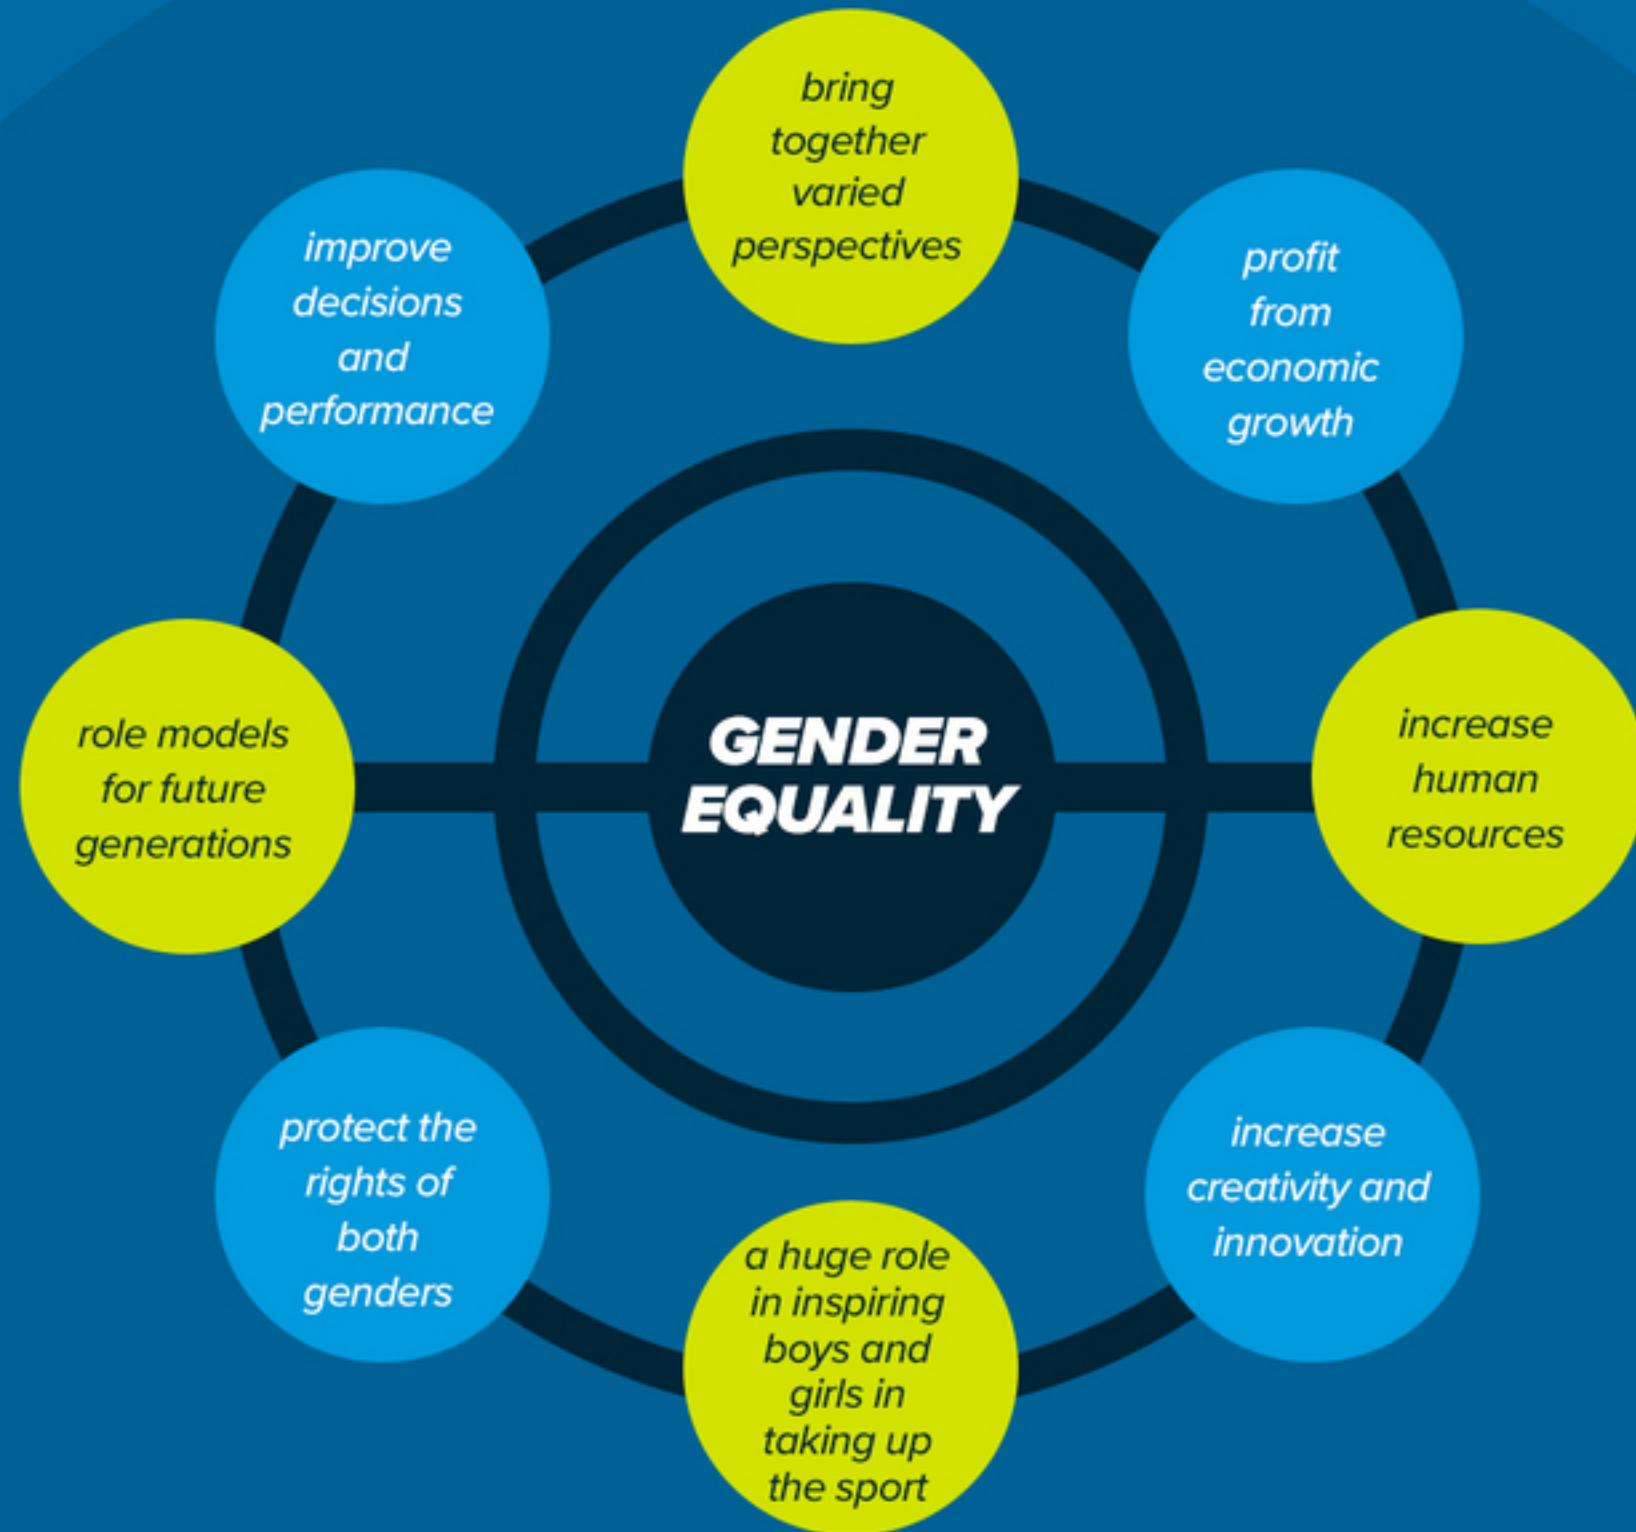 bring
together
varied
perspectives
improve
decisions
and
performance
profit
from
economic
growth
role models
for future
generations
GENDER
EQUALITY
increase
human
resources
protect the
rights of
both
genders
increase
creativity and
innovation
a huge role
in inspiring
boys and
girls in
taking up
the sport